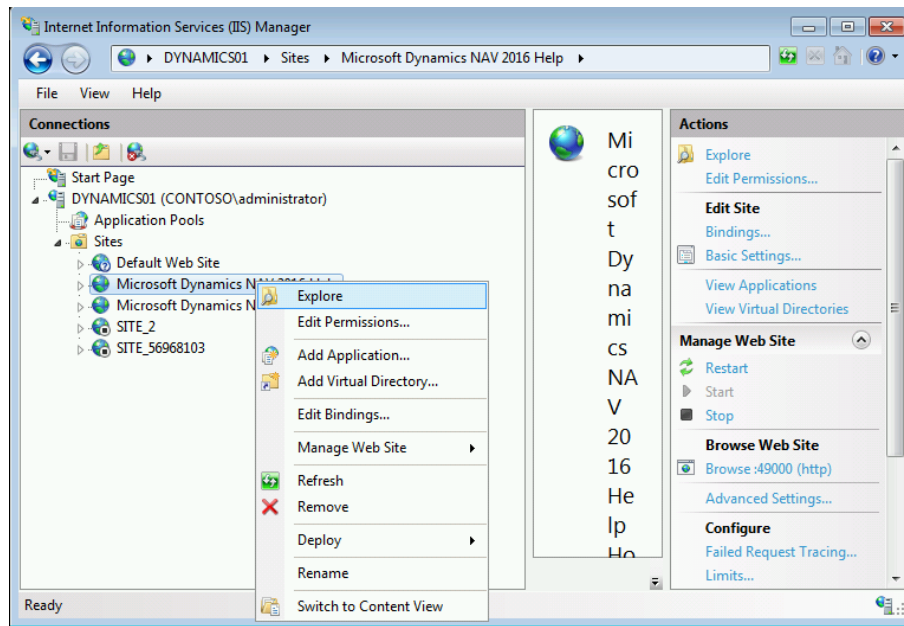 Internet Information Services (IIS) Manager
DYNAMICS01 Sites Microsoft Dynamics NAV 2016 Help
File View Help
Connections
Start Page
DYNAMICS01 (CONTOSO\administrator)
Application Pools
Sites
Default Web Site
Microsoft Dynamics NAV 2016 Help
Microsoft Dynamics N
SITE_2
SITE_56968103
Explore
Edit Permissions...
Add Application...
Add Virtual Directory...
Edit Bindings...
Manage Web Site
Refresh
Remove
Deploy
Rename
Switch to Content View
Mi
cro
sof
t
Dy
na
mi
cs
NA
V
20
16
He
lp
Ho
Actions
Explore
Edit Permissions...
Edit Site
Bindings...
Basic Settings...
View Applications
View Virtual Directories
Manage Web Site
Restart
Start
Stop
Browse Web Site
Browse :49000 (http)
Advanced Settings...
Configure
Failed Request Tracing...
Limits...
Ready